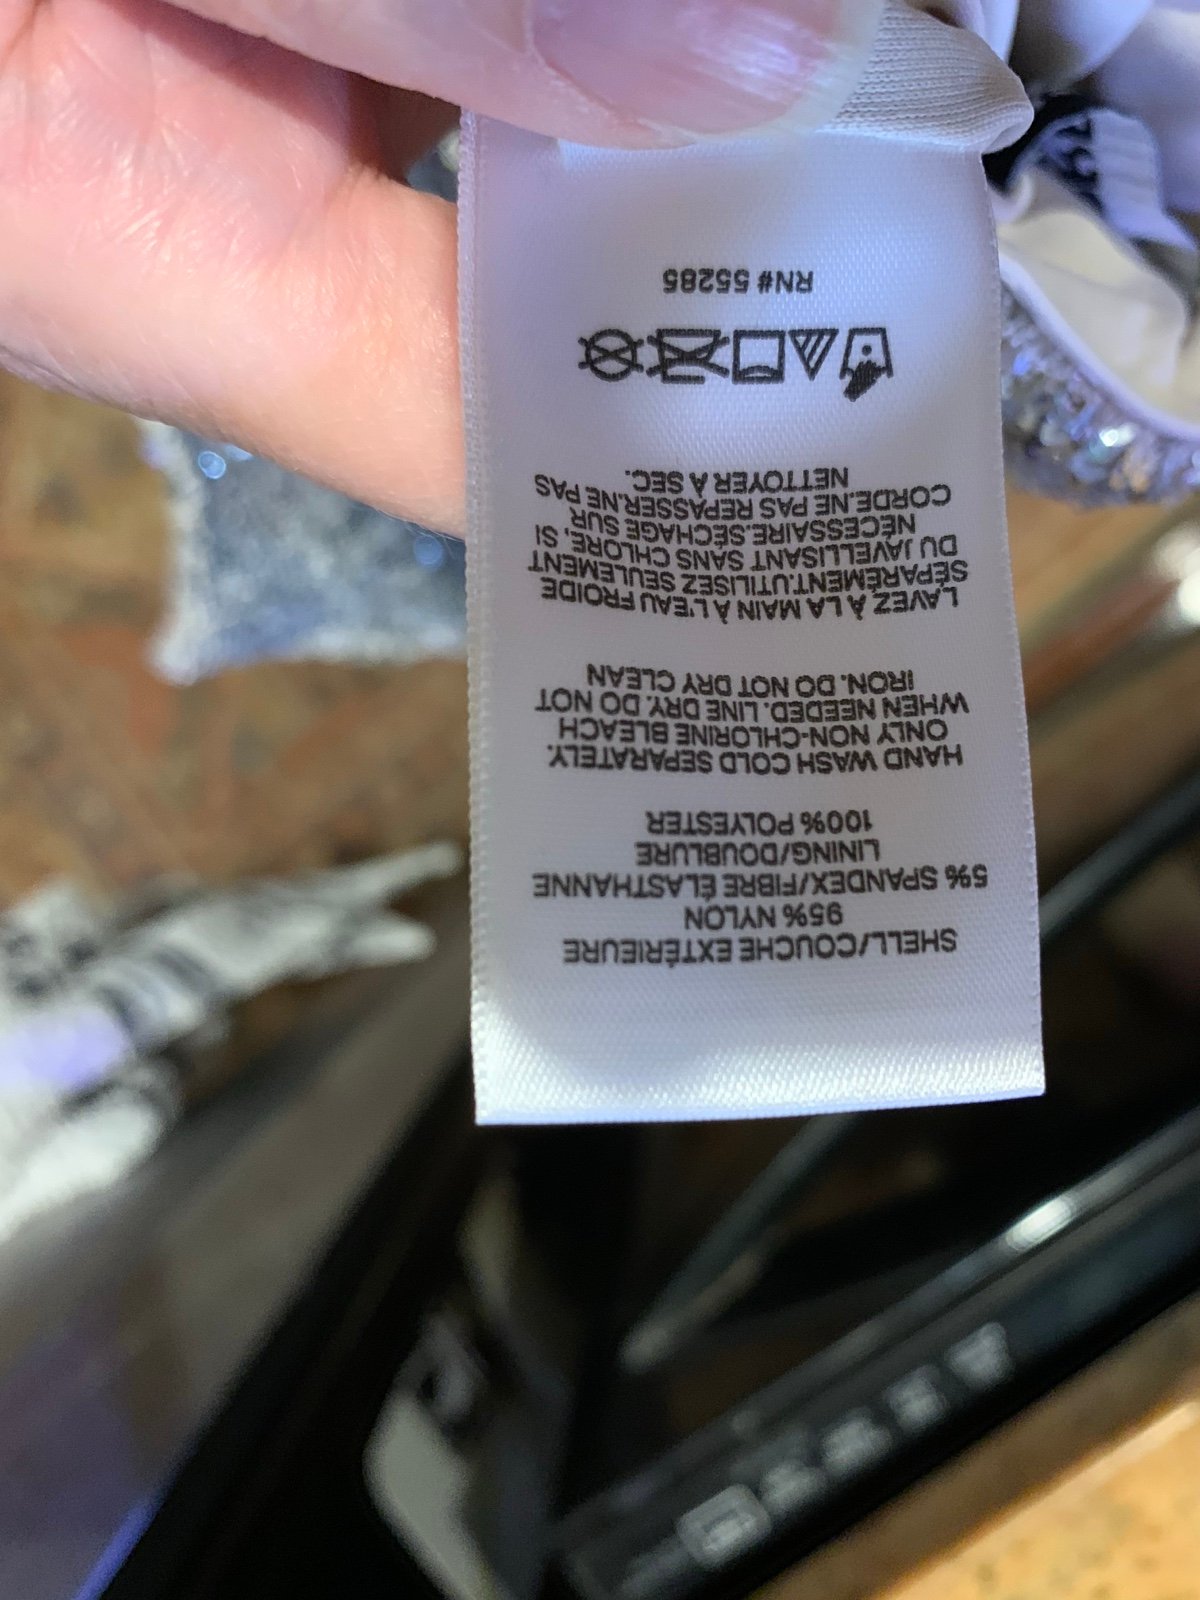 SHELL/COUCHE EXTÉRIEURE
95% NYLON
5% SPANDEX/FIBRE ÉLASTHANNE
LINING/DOUBLURE
100% POLYESTER
HAND WASH COLD SEPARATELY.
ONLY NON-CHLORINE BLEACH
WHEN NEEDED. LINE DRY. DO NOT
IRON. DO NOT DRY CLEAN
LAVEZ À LA MAIN À L'EAU FROIDE
SÉPARÉMENT.UTILISEZ SEULEMENT
DU JAVELLISANT SANS CHLORE, SI
NÉCESSAIRE.SÉCHAGE SUR
CORDE.NE PAS REPASSER.NE PAS
NETTOYER À SEC.
RN# 55285